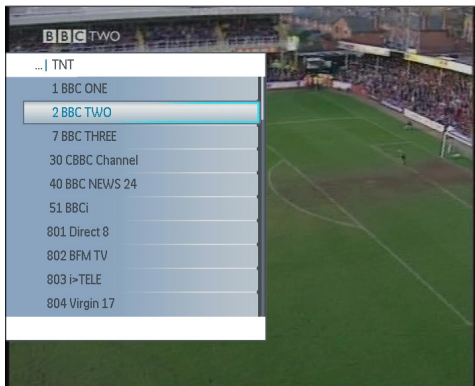 BBC TWO
...| TNT
1 BBC ONE
2 BBC TWO
7 BBC THREE
30 CBBC Channel
40 BBC NEWS 24
51 BBCi
801 Direct 8
802 BFM TV
803 i>TELE
804 Virgin 17